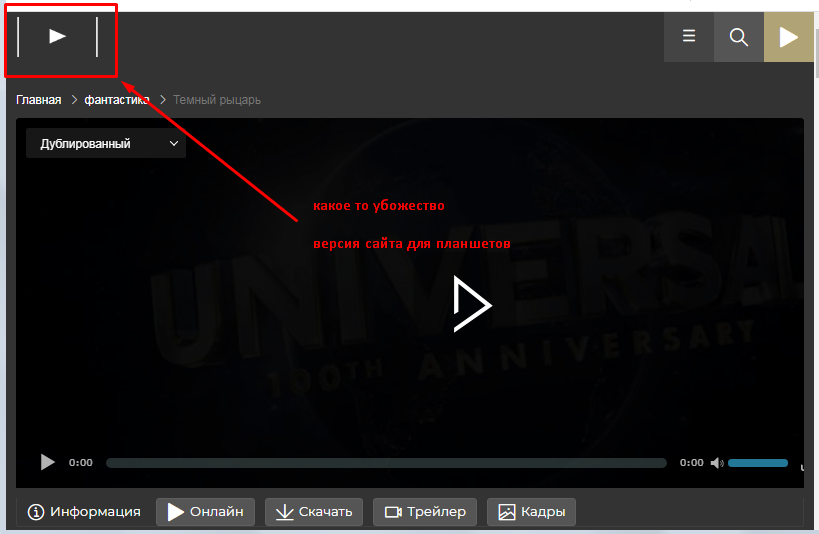 Главная > фантастика > Темный рыцарь
Дублированный
какое то убожество
версия сайта для планшетов
UNIVERSAL
100TH ANNIVERSARY
0:00 0:00
Информация Онлайн Скачать Трейлер Кадры